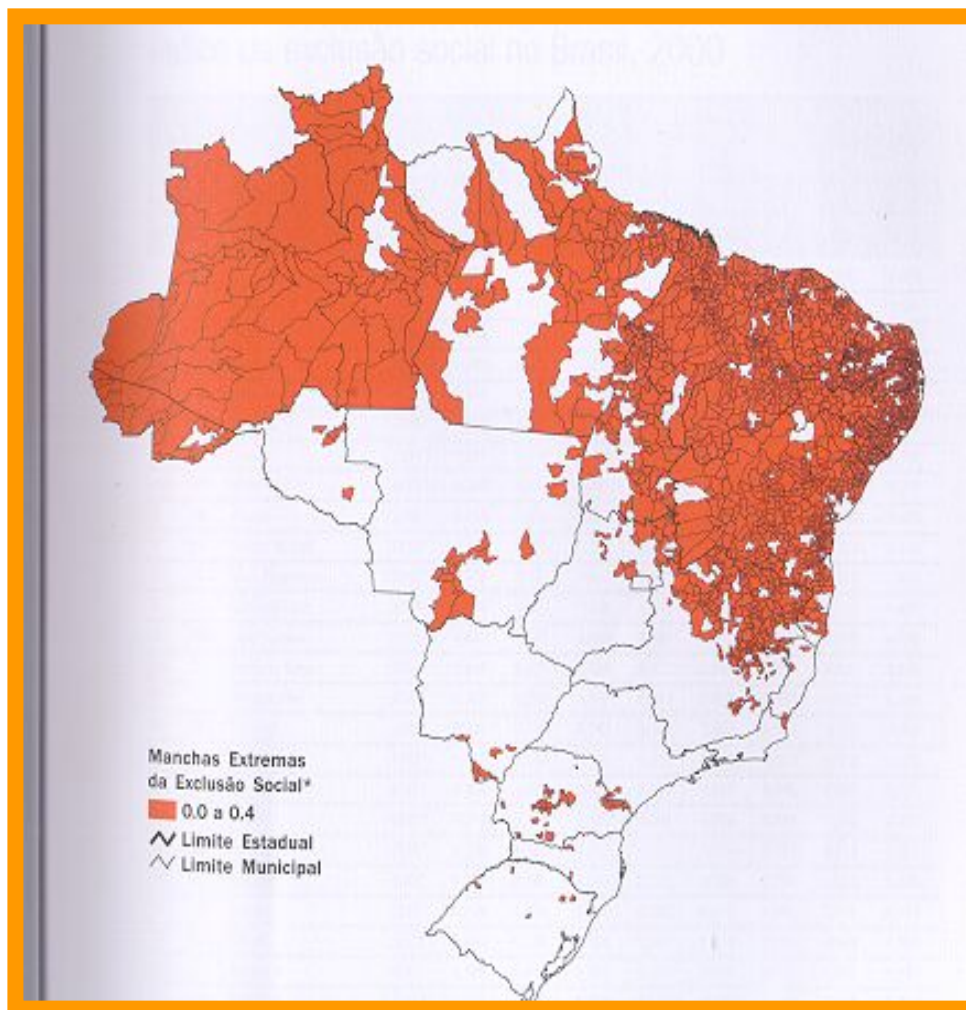 Manchas Extremas
da Exclusão Social*
0.0 a 0.4
Limite Estadual
Limite Municipal